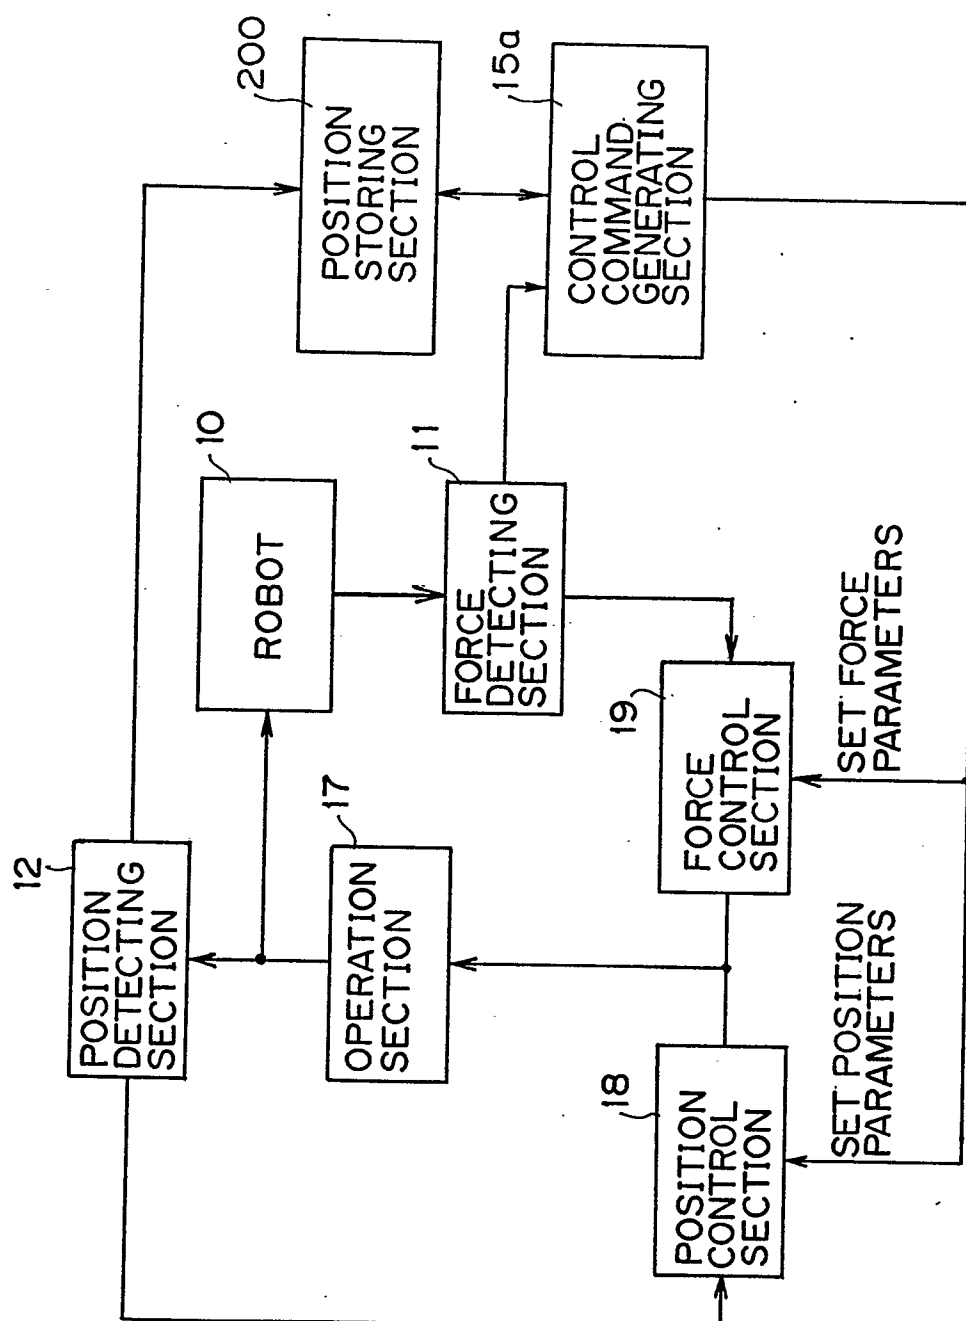 12
POSITION
DETECTING
SECTION
200
POSITION
STORING
SECTION
10
ROBOT
17
OPERATION
SECTION
11
FORCE
DETECTING
SECTION
15a
CONTROL
COMMAND
GENERATING
SECTION
18
POSITION
CONTROL
SECTION
19
FORCE
CONTROL
SECTION
SET POSITION
PARAMETERS
SET FORCE
PARAMETERS